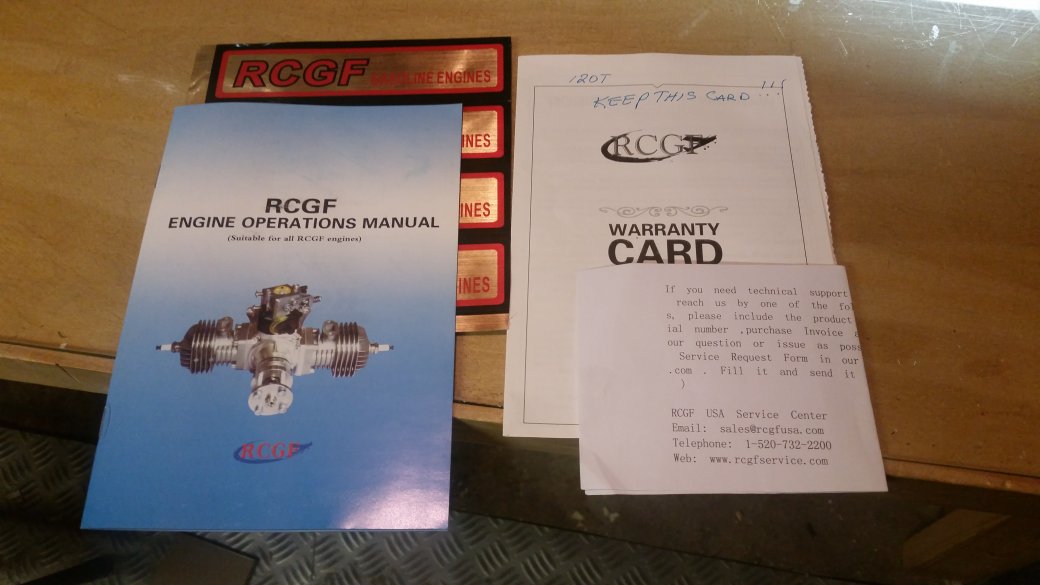 RCGF GASOLINE ENGINES
INES
INES
INES
RCGF
ENGINE OPERATIONS MANUAL
(Suitable for all RCGF engines)
RCGF
120T
KEEP THIS CARD !!!
RCGF
WARRANTY
CARD
If you need technical support
reach us by one of the fol
s, please include the product
ial number ,purchase Invoice a
our question or issue as poss
Service Request Form in our
.com . Fill it and send it
)
RCGF USA Service Center
Email: sales@rcgfusa.com
Telephone: 1-520-732-2200
Web: www.rcgfservice.com